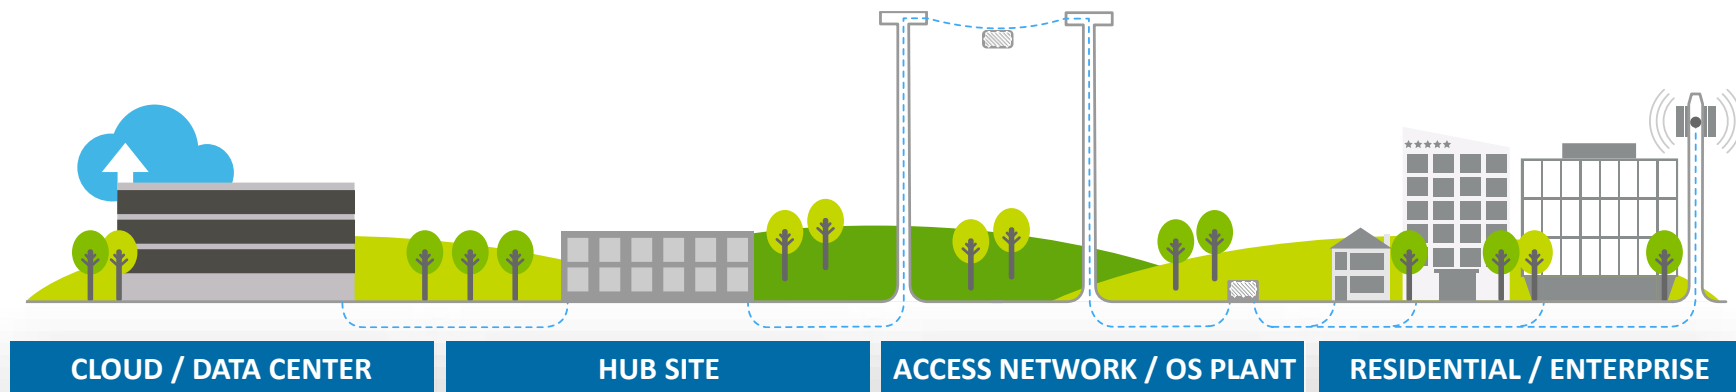 CLOUD / DATA CENTER
HUB SITE
ACCESS NETWORK / OS PLANT
RESIDENTIAL / ENTERPRISE